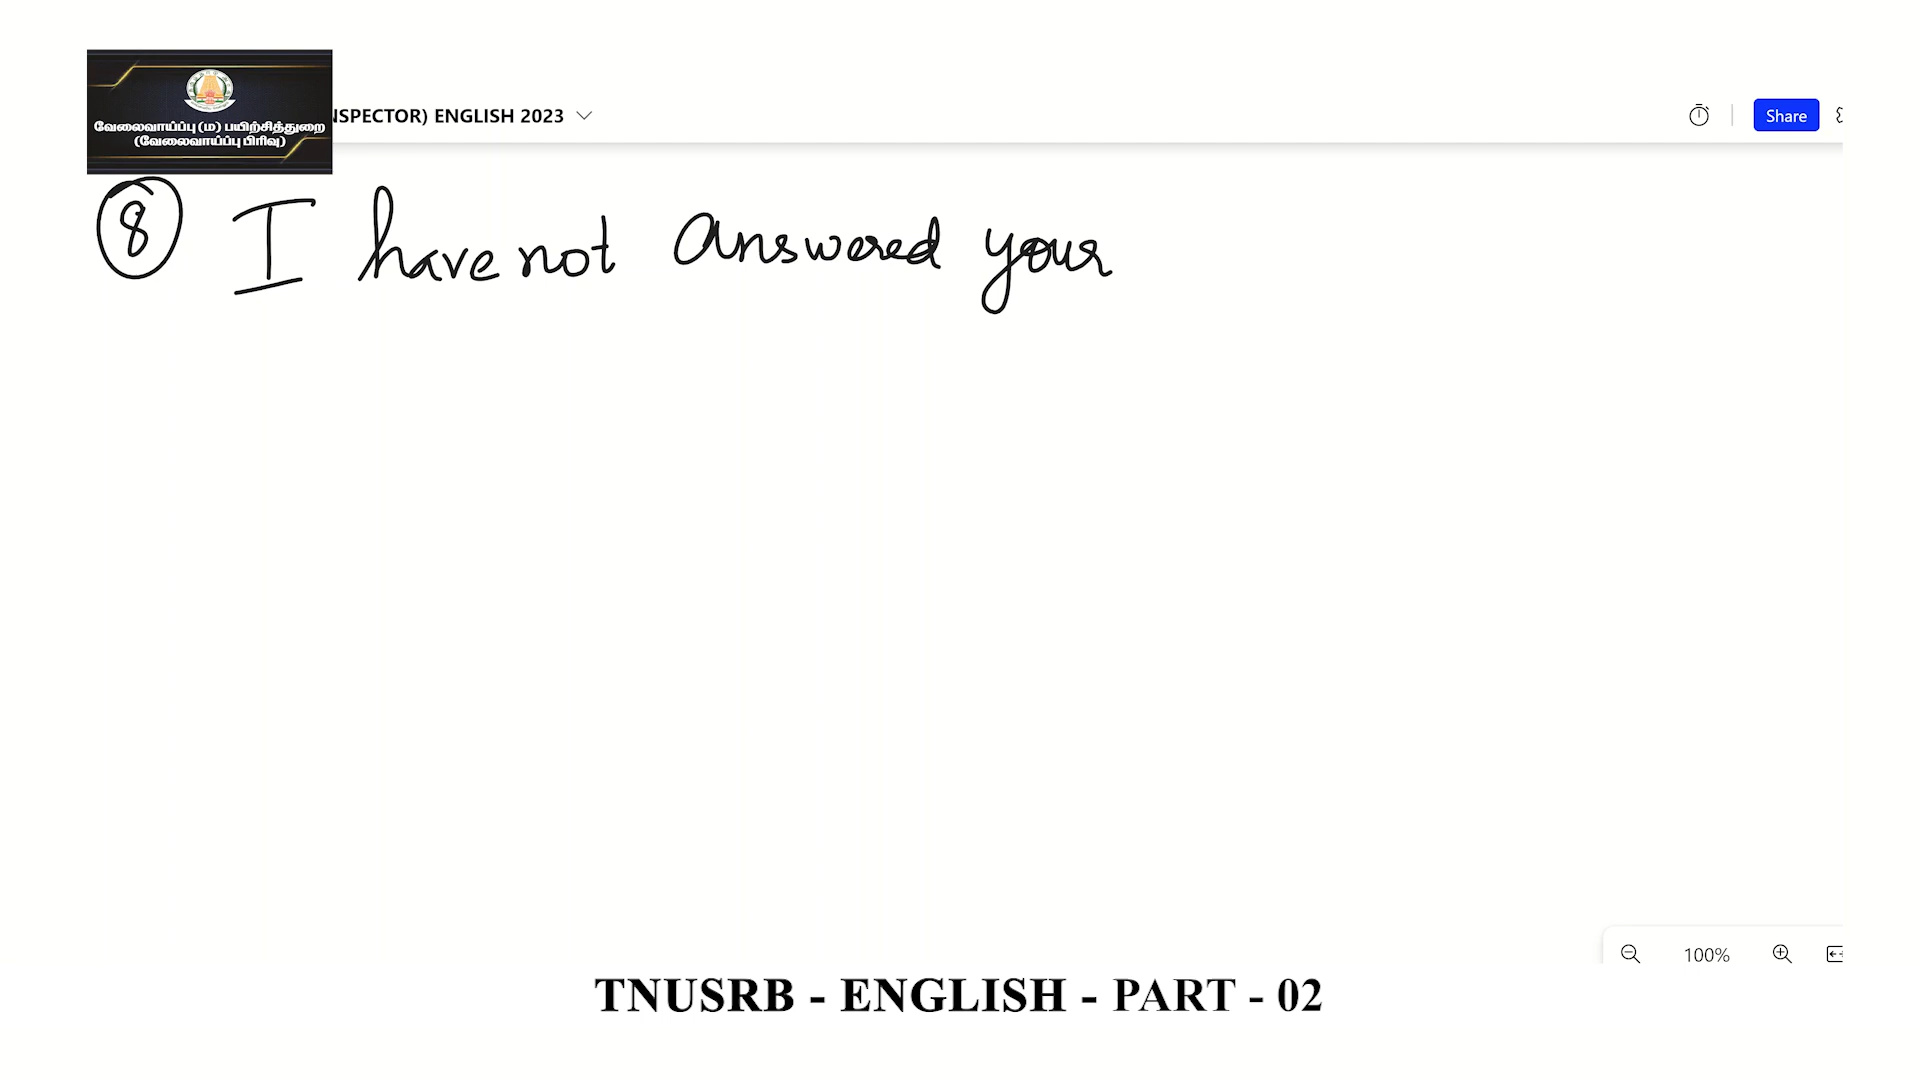 வேலைவாய்ப்பு (ம) பயிற்சித்துறை
(வேலைவாய்ப்பு பிரிவு)
NSPECTOR) ENGLISH 2023
Share
8 I have not answered your
100%
TNUSRB - ENGLISH - PART - 02